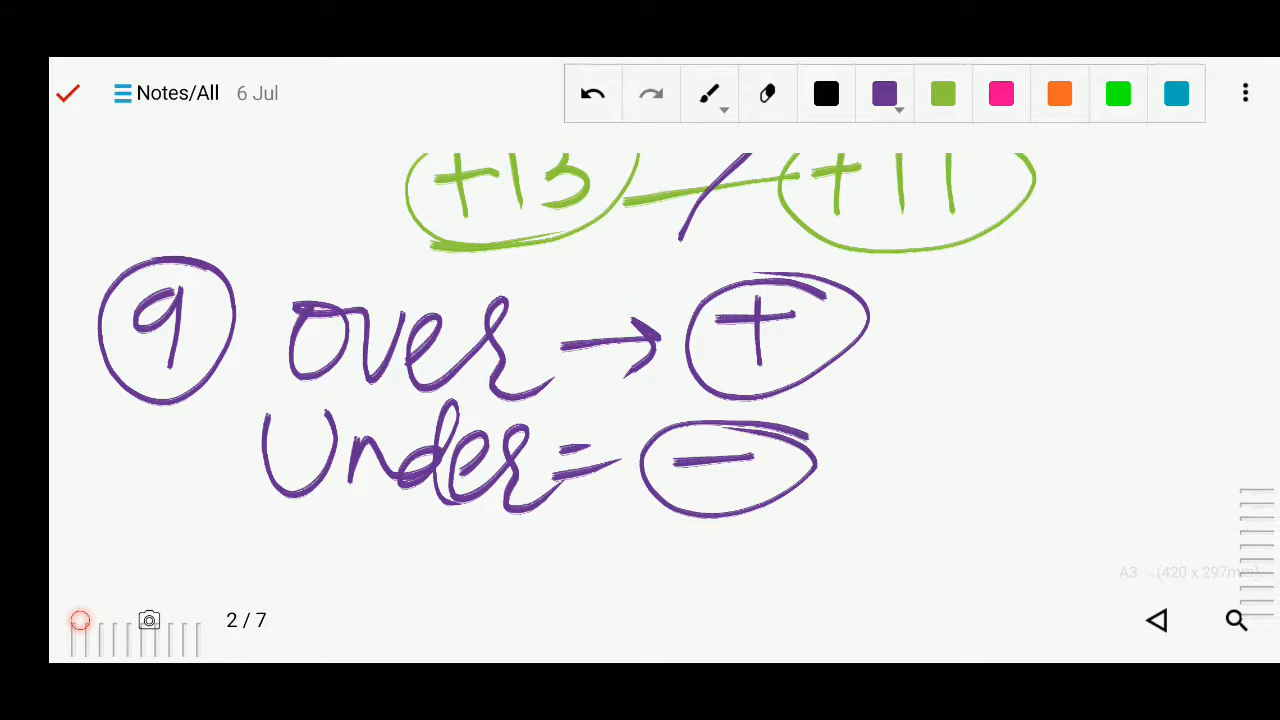 Notes/All 6 Jul
+13 +11
9 Over → +
Under = −
A3 (420 x 297mm)
2 / 7